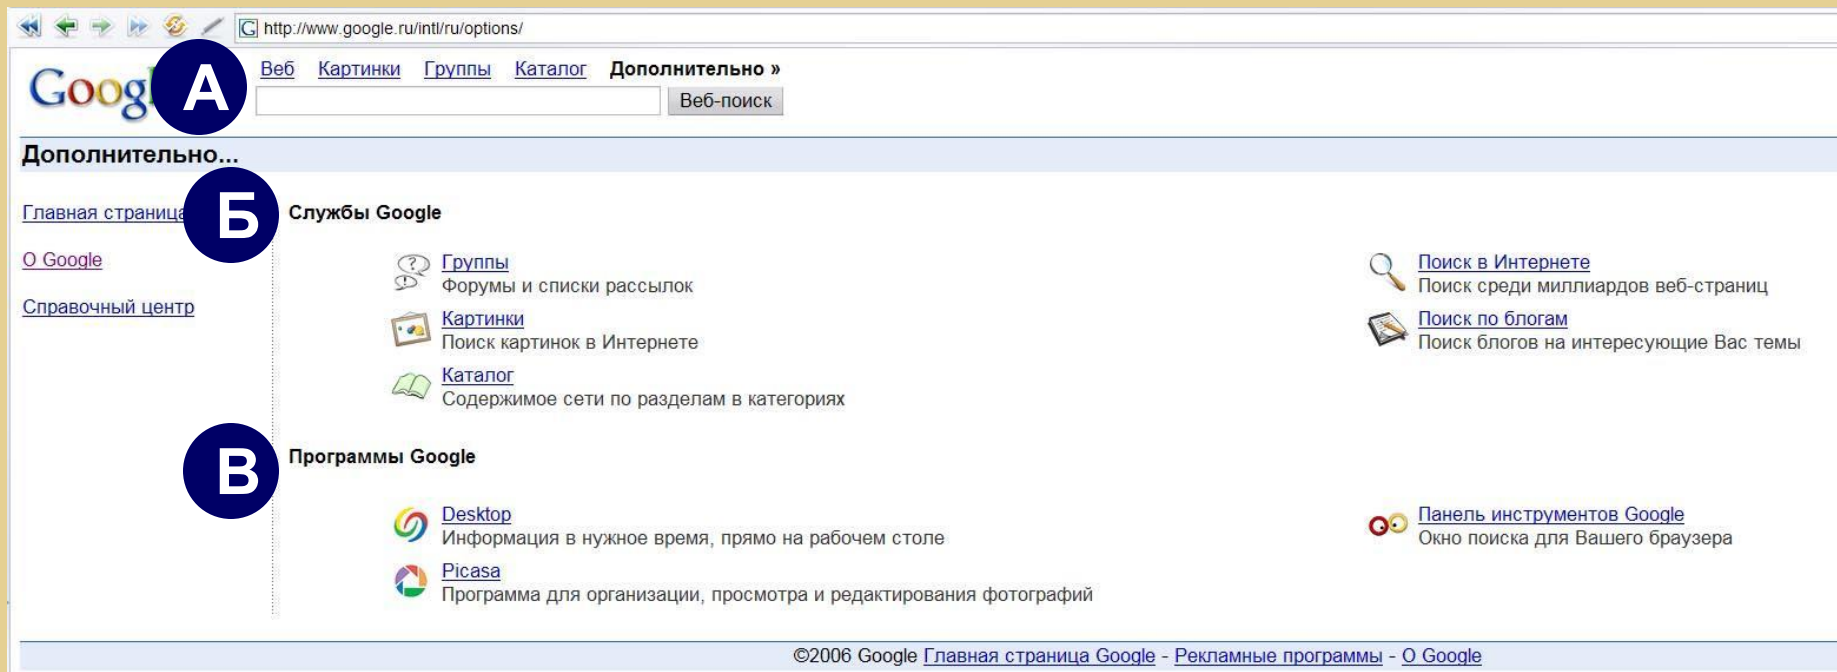 http://www.google.ru/intl/ru/options/
Веб Картинки Группы Каталог Дополнительно »
Goog А
Веб-поиск
Дополнительно...
Главная страница Б Службы Google
О Google
Справочный центр
Группы
Форумы и списки рассылок
Картинки
Поиск картинок в Интернете
Каталог
Содержимое сети по разделам в категориях
Поиск в Интернете
Поиск среди миллиардов веб-страниц
Поиск по блогам
Поиск блогов на интересующие Вас темы
В Программы Google
Desktop
Информация в нужное время, прямо на рабочем столе
Picasa
Программа для организации, просмотра и редактирования фотографий
Панель инструментов Google
Окно поиска для Вашего браузера
©2006 Google Главная страница Google - Рекламные программы - О Google